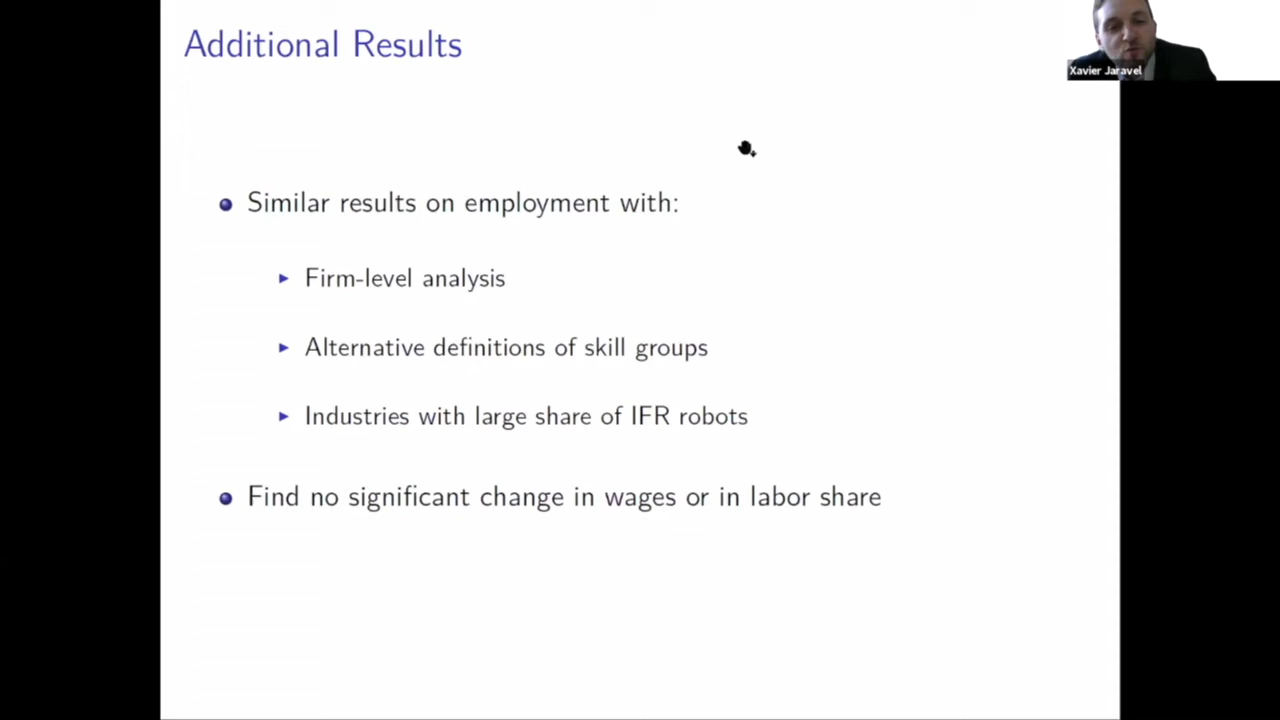 Additional Results
Xavier Jaravel
Similar results on employment with:
Firm-level analysis
Alternative definitions of skill groups
Industries with large share of IFR robots
Find no significant change in wages or in labor share